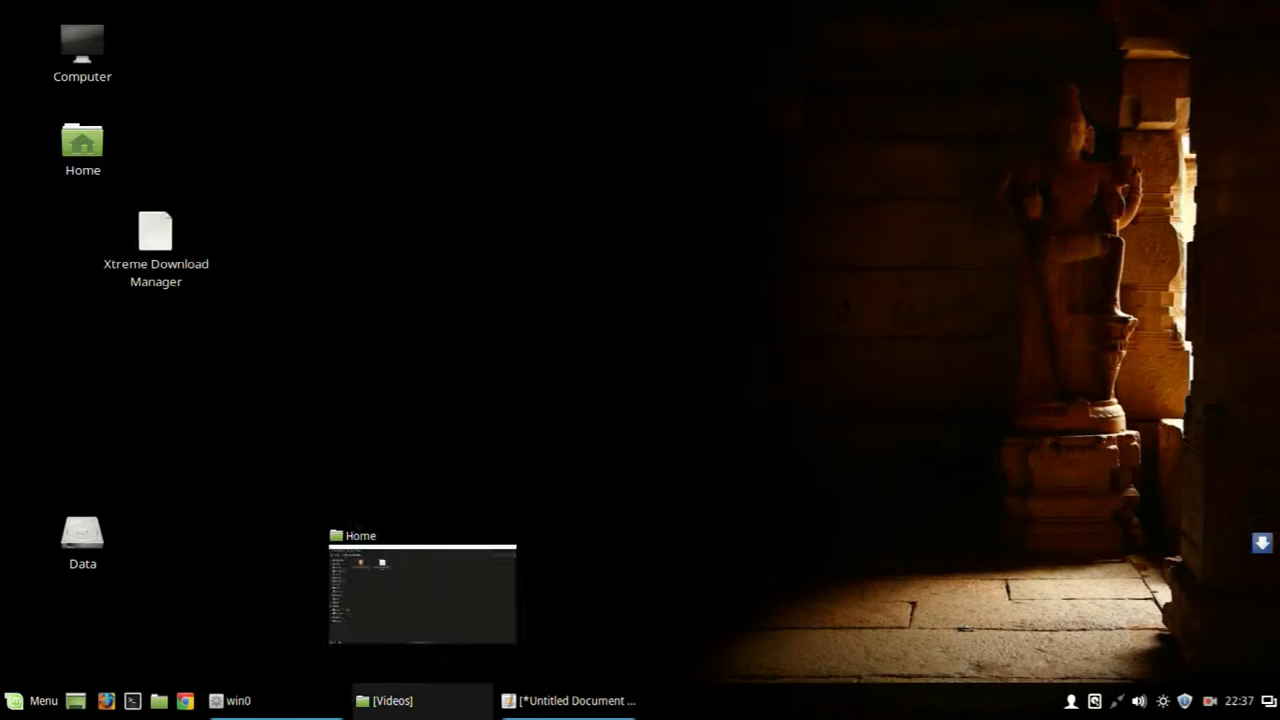 Computer
Home
Xtreme Download
Manager
Data
Home
Menu
win0
[Videos]
[*Untitled Document ...
22:37